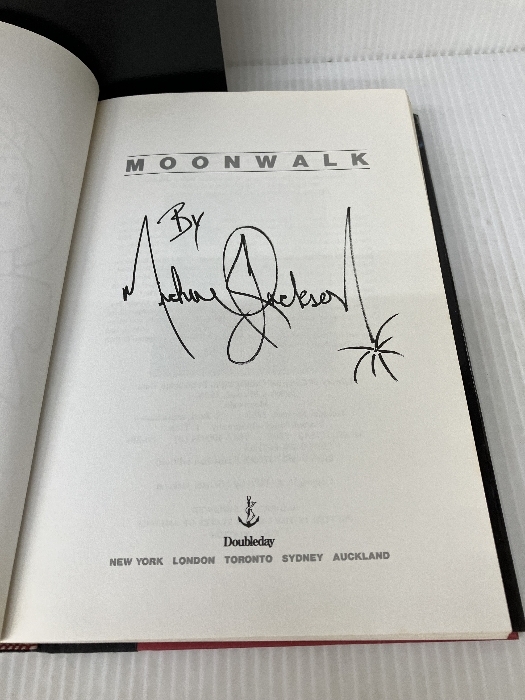 MOONWALK
By
Michael Jackson
Doubleday
NEW YORK LONDON TORONTO SYDNEY AUCKLAND